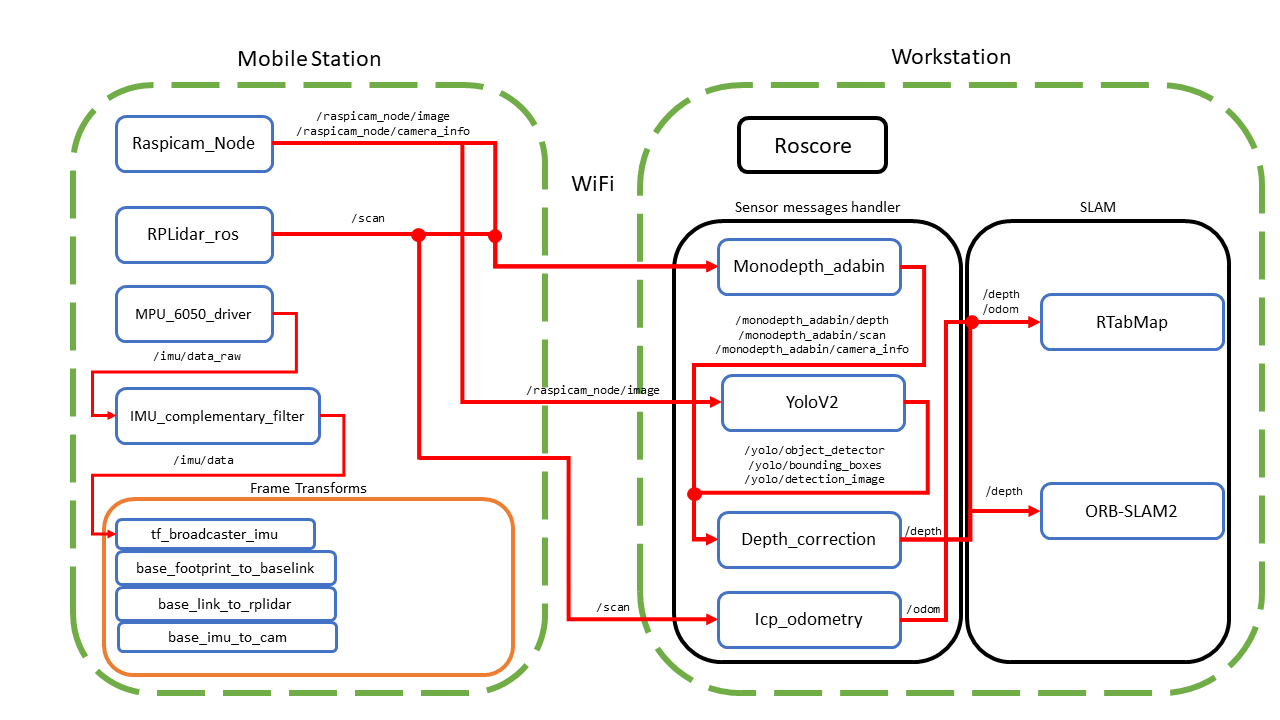 Mobile Station
Workstation
WiFi
Raspicam_Node
/raspicam_node/image
/raspicam_node/camera_info
RPLidar_ros
/scan
MPU_6050_driver
/imu/data_raw
IMU_complementary_filter
/imu/data
Frame Transforms
tf_broadcaster_imu
base_footprint_to_baselink
base_link_to_rplidar
base_imu_to_cam
/raspicam_node/image
/scan
Roscore
Sensor messages handler
Monodepth_adabin
/monodepth_adabin/depth
/monodepth_adabin/scan
/monodepth_adabin/camera_info
YoloV2
/yolo/object_detector
/yolo/bounding_boxes
/yolo/detection_image
Depth_correction
/depth
Icp_odometry
/odom
SLAM
/depth
/odom
RTabMap
/depth
ORB-SLAM2